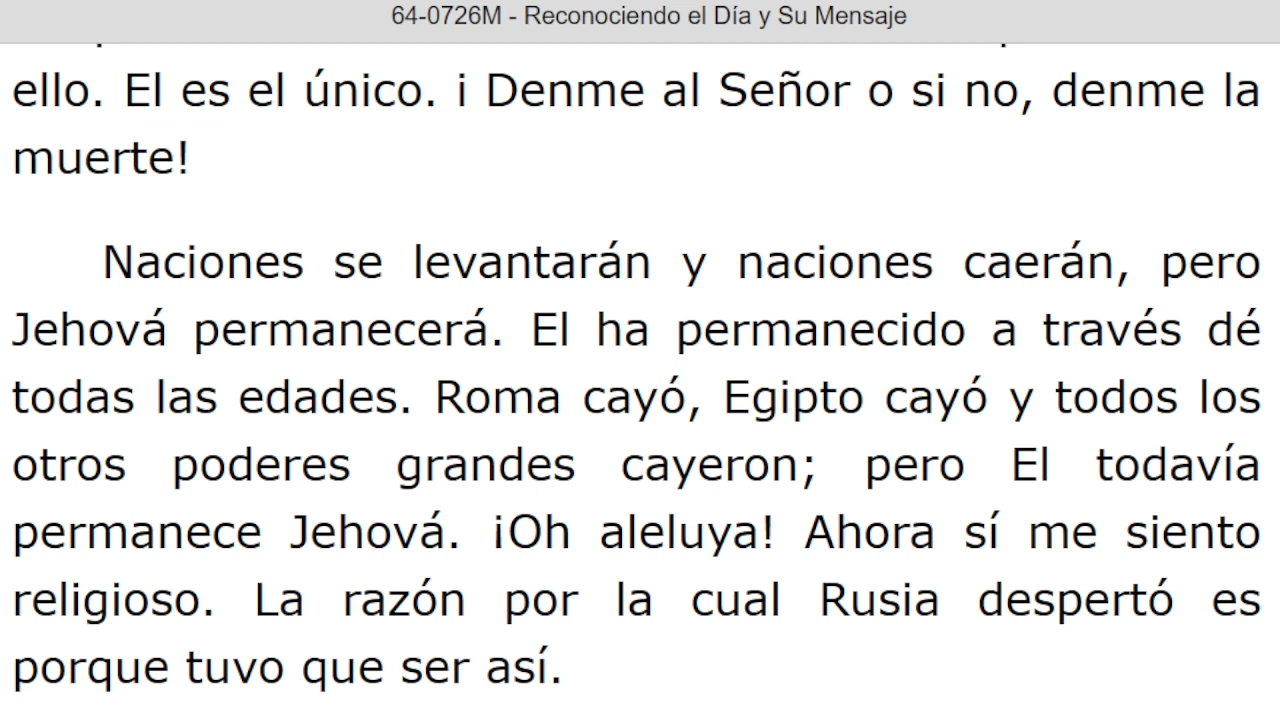 64-0726M - Reconociendo el Día y Su Mensaje
ello. El es el único. i Denme al Señor o si no, denme la
muerte!
Naciones se levantarán y naciones caerán, pero
Jehová permanecerá. El ha permanecido a través dé
todas las edades. Roma cayó, Egipto cayó y todos los
otros poderes grandes cayeron; pero El todavía
permanece Jehová. ¡Oh aleluya! Ahora sí me siento
religioso. La razón por la cual Rusia despertó es
porque tuvo que ser así.